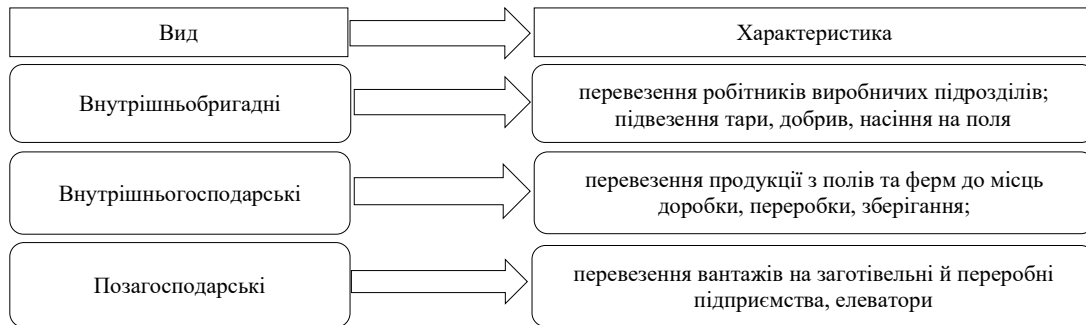 Вид
Характеристика
Внутрішньобригадні
перевезення робітників виробничих підрозділів;
підвезення тари, добрив, насіння на поля
Внутрішньогосподарські
перевезення продукції з полів та ферм до місць
доробки, переробки, зберігання;
Позагосподарські
перевезення вантажів на заготівельні й переробні
підприємства, елеватори